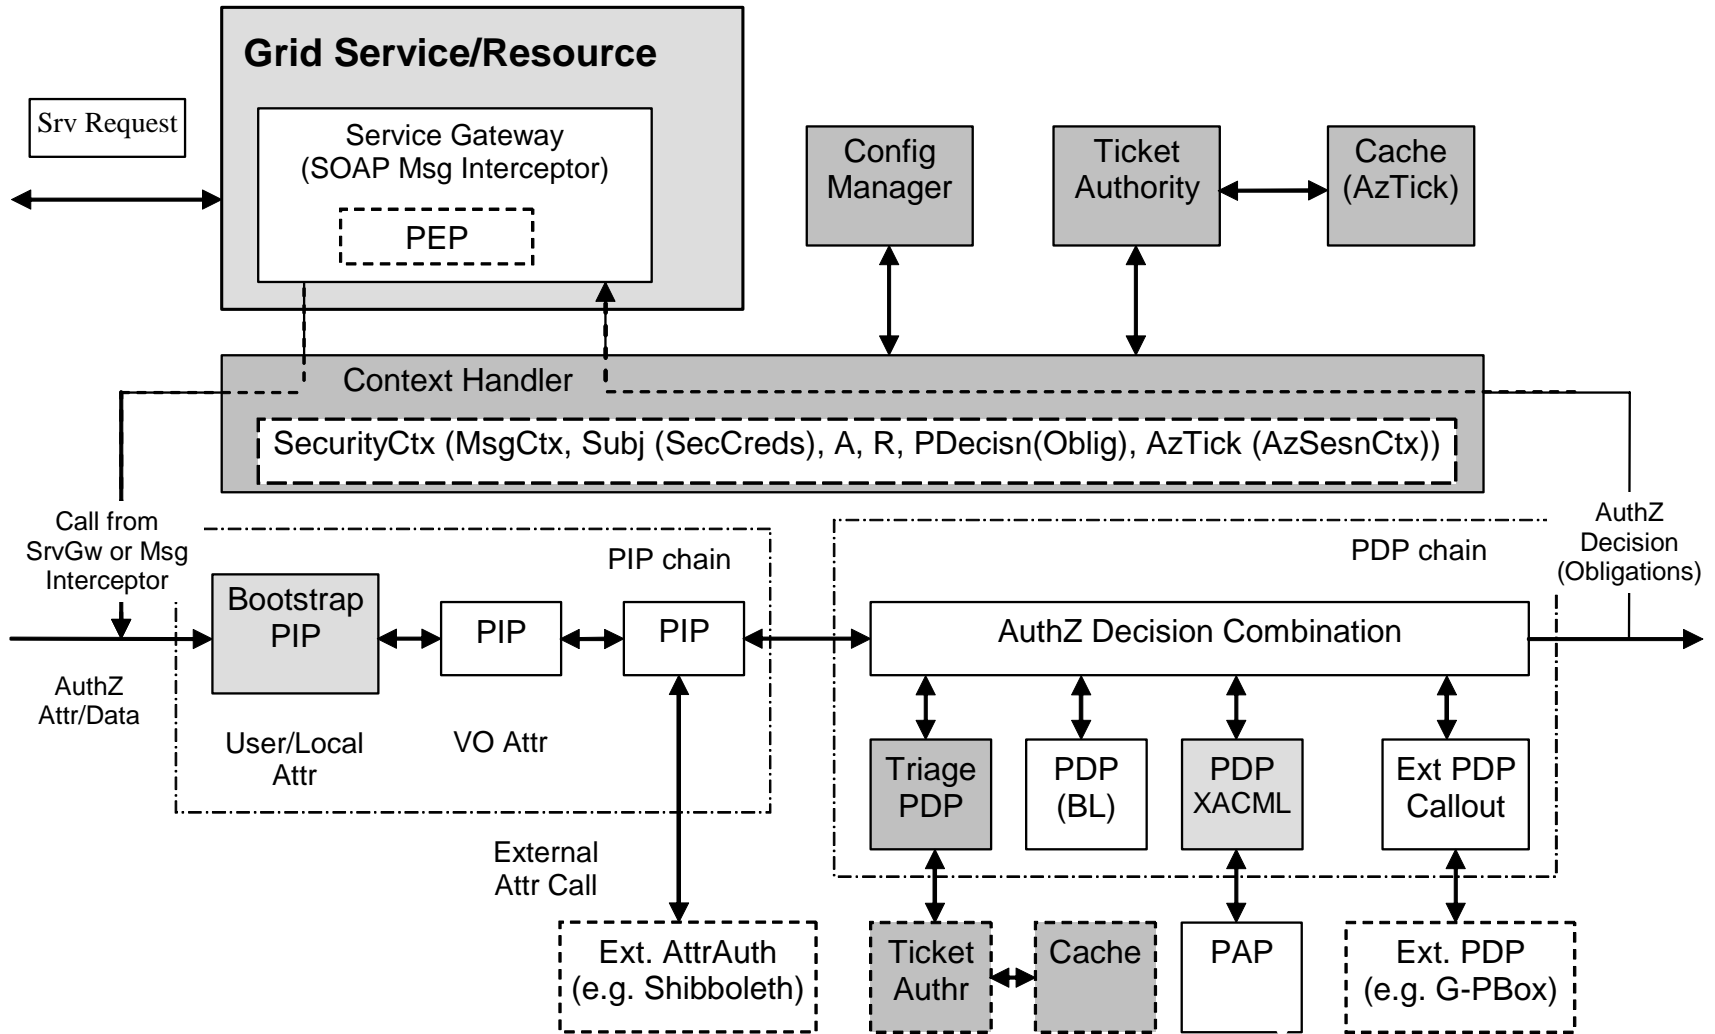 Grid Service/Resource
Srv Request
Service Gateway
(SOAP Msg Interceptor)
PEP
Config
Manager
Ticket
Authority
Cache
(AzTick)
Context Handler
SecurityCtx (MsgCtx, Subj (SecCreds), A, R, PDecisn(Oblig), AzTick (AzSesnCtx))
Call from
SrvGw or Msg
Interceptor
PIP chain
PDP chain
AuthZ
Decision
(Obligations)
Bootstrap
PIP
PIP
PIP
AuthZ Decision Combination
AuthZ
Attr/Data
User/Local
Attr
VO Attr
Triage
PDP
PDP
(BL)
PDP
XACML
Ext PDP
Callout
External
Attr Call
Ext. AttrAuth
(e.g. Shibboleth)
Ticket
Authr
Cache
PAP
Ext. PDP
(e.g. G-PBox)